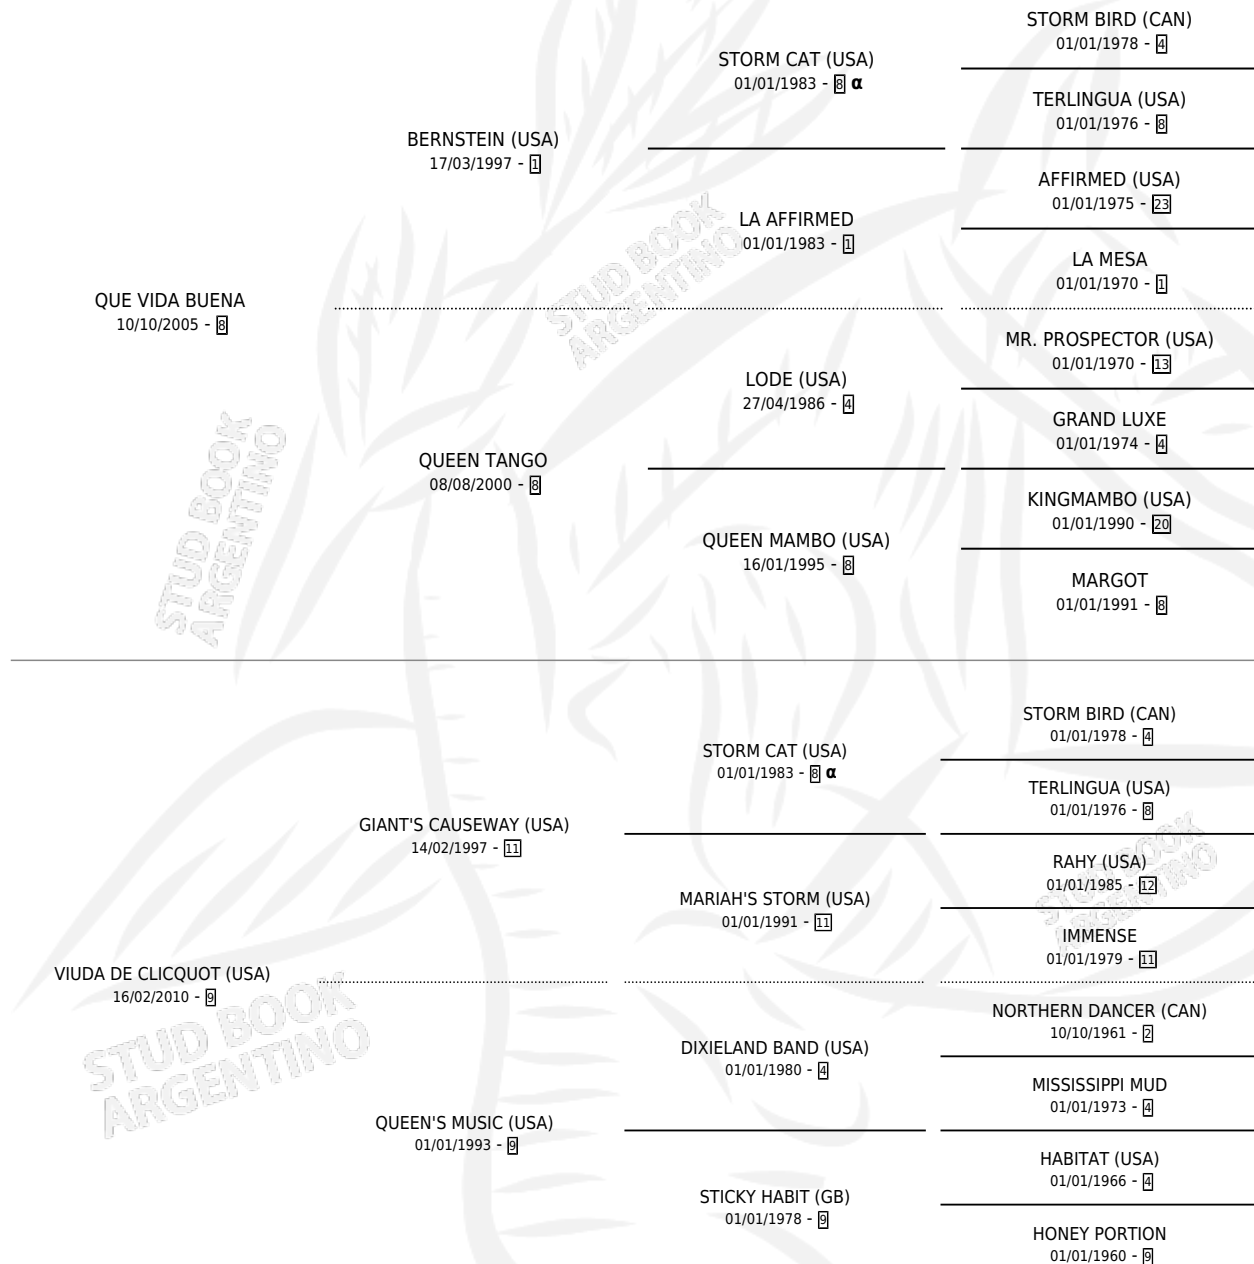 STORM BIRD (CAN)
01/01/1978 - 4
STORM CAT (USA)
01/01/1983 - 8 α
TERLINGUA (USA)
01/01/1976 - 8
BERNSTEIN (USA)
17/03/1997 - 1
AFFIRMED (USA)
01/01/1975 - 23
LA AFFIRMED
01/01/1983 - 1
LA MESA
01/01/1970 - 1
QUE VIDA BUENA
10/10/2005 - 8
MR. PROSPECTOR (USA)
01/01/1970 - 13
LODE (USA)
27/04/1986 - 4
GRAND LUXE
01/01/1974 - 4
QUEEN TANGO
08/08/2000 - 8
KINGMAMBO (USA)
01/01/1990 - 20
QUEEN MAMBO (USA)
16/01/1995 - 8
MARGOT
01/01/1991 - 8
STORM BIRD (CAN)
01/01/1978 - 4
STORM CAT (USA)
01/01/1983 - 8 α
TERLINGUA (USA)
01/01/1976 - 8
GIANT'S CAUSEWAY (USA)
14/02/1997 - 11
RAHY (USA)
01/01/1985 - 12
MARIAH'S STORM (USA)
01/01/1991 - 11
IMMENSE
01/01/1979 - 11
VIUDA DE CLICQUOT (USA)
16/02/2010 - 9
NORTHERN DANCER (CAN)
10/10/1961 - 2
DIXIELAND BAND (USA)
01/01/1980 - 4
MISSISSIPPI MUD
01/01/1973 - 4
QUEEN'S MUSIC (USA)
01/01/1993 - 9
HABITAT (USA)
01/01/1966 - 4
STICKY HABIT (GB)
01/01/1978 - 9
HONEY PORTION
01/01/1960 - 9
STUD BOOK
ARGENTINO
STUD BOOK
ARGENTINO
STUD BOOK
ARGENTINO
STUD BOOK
ARGENTINO